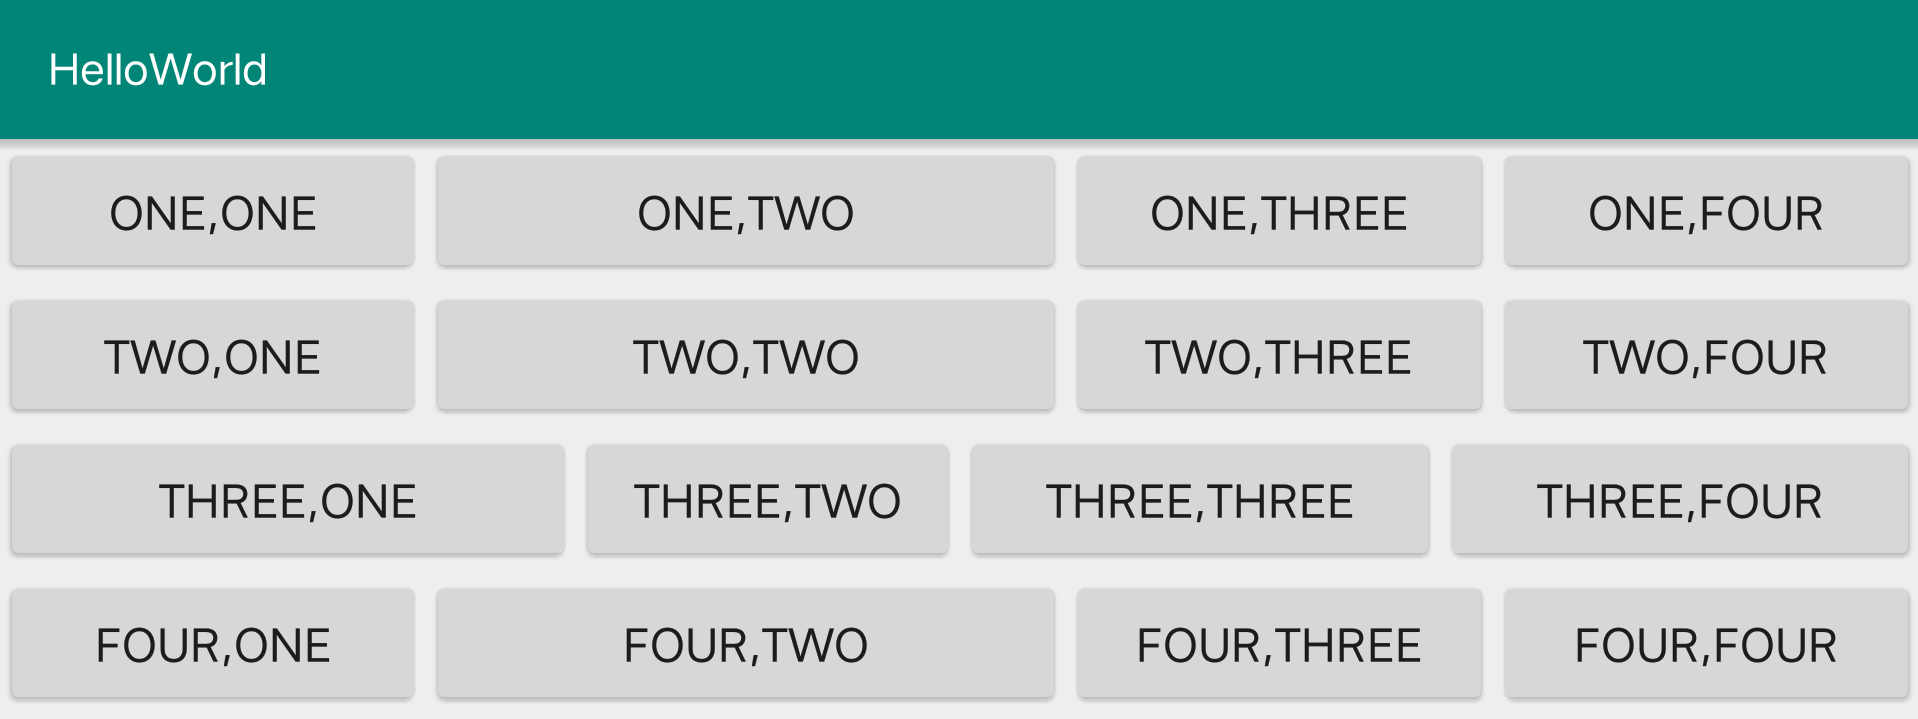 HelloWorld
ONE,ONE ONE,TWO ONE,THREE ONE,FOUR
TWO,ONE TWO,TWO TWO,THREE TWO,FOUR
THREE,ONE THREE,TWO THREE,THREE THREE,FOUR
FOUR,ONE FOUR,TWO FOUR,THREE FOUR,FOUR